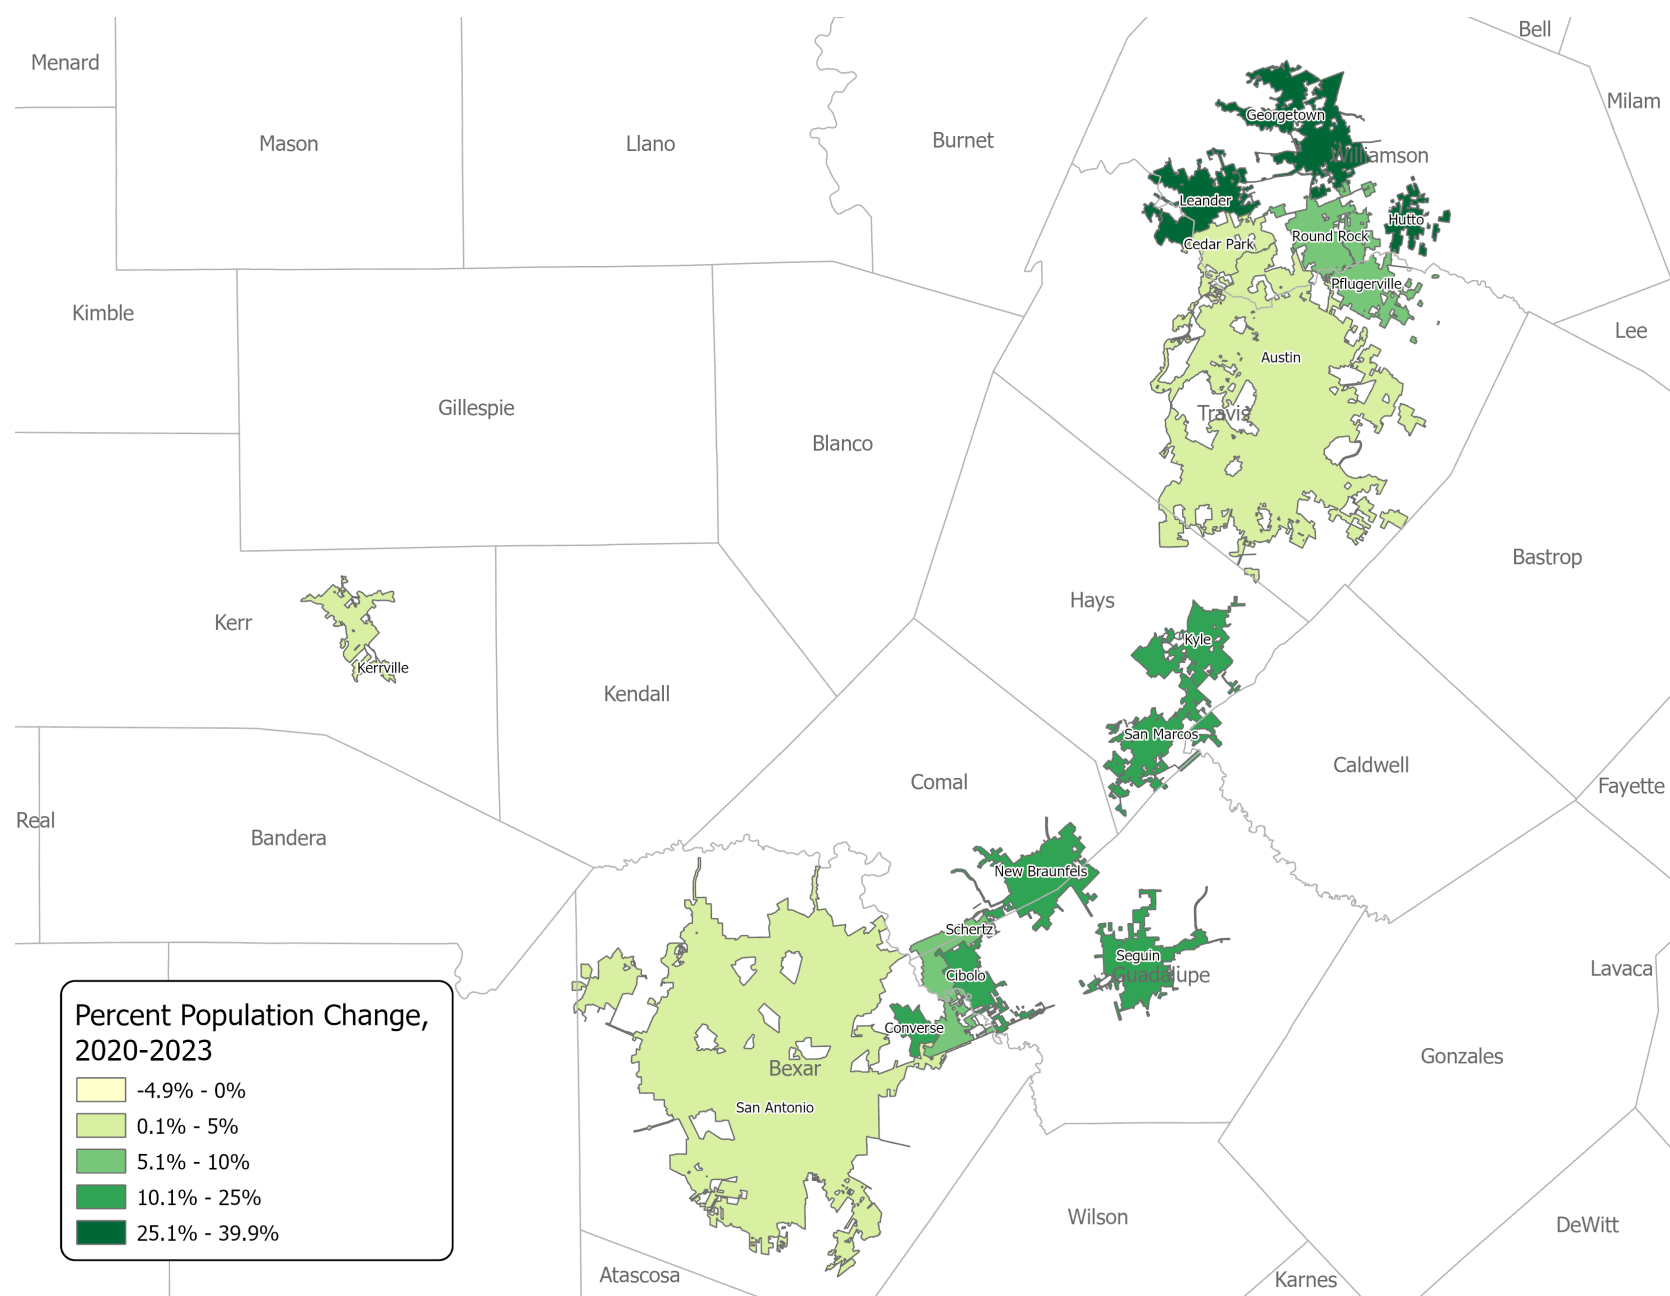 Bell
Menard
Milam
Georgetown
Mason
Llano
Burnet
Williamson
Leander
Hutto
Round Rock
Cedar Park
Pflugerville
Kimble
Lee
Austin
Gillespie
Travis
Blanco
Bastrop
Hays
Kerr
Kyle
Kerrville
Kendall
San Marcos
Caldwell
Comal
Fayette
Real
Bandera
New Braunfels
Schertz
Seguin
Cibolo
Guadalupe
Lavaca
Converse
Gonzales
Bexar
San Antonio
Wilson
DeWitt
Atascosa
Karnes
Percent Population Change,
2020-2023
-4.9% - 0%
0.1% - 5%
5.1% - 10%
10.1% - 25%
25.1% - 39.9%